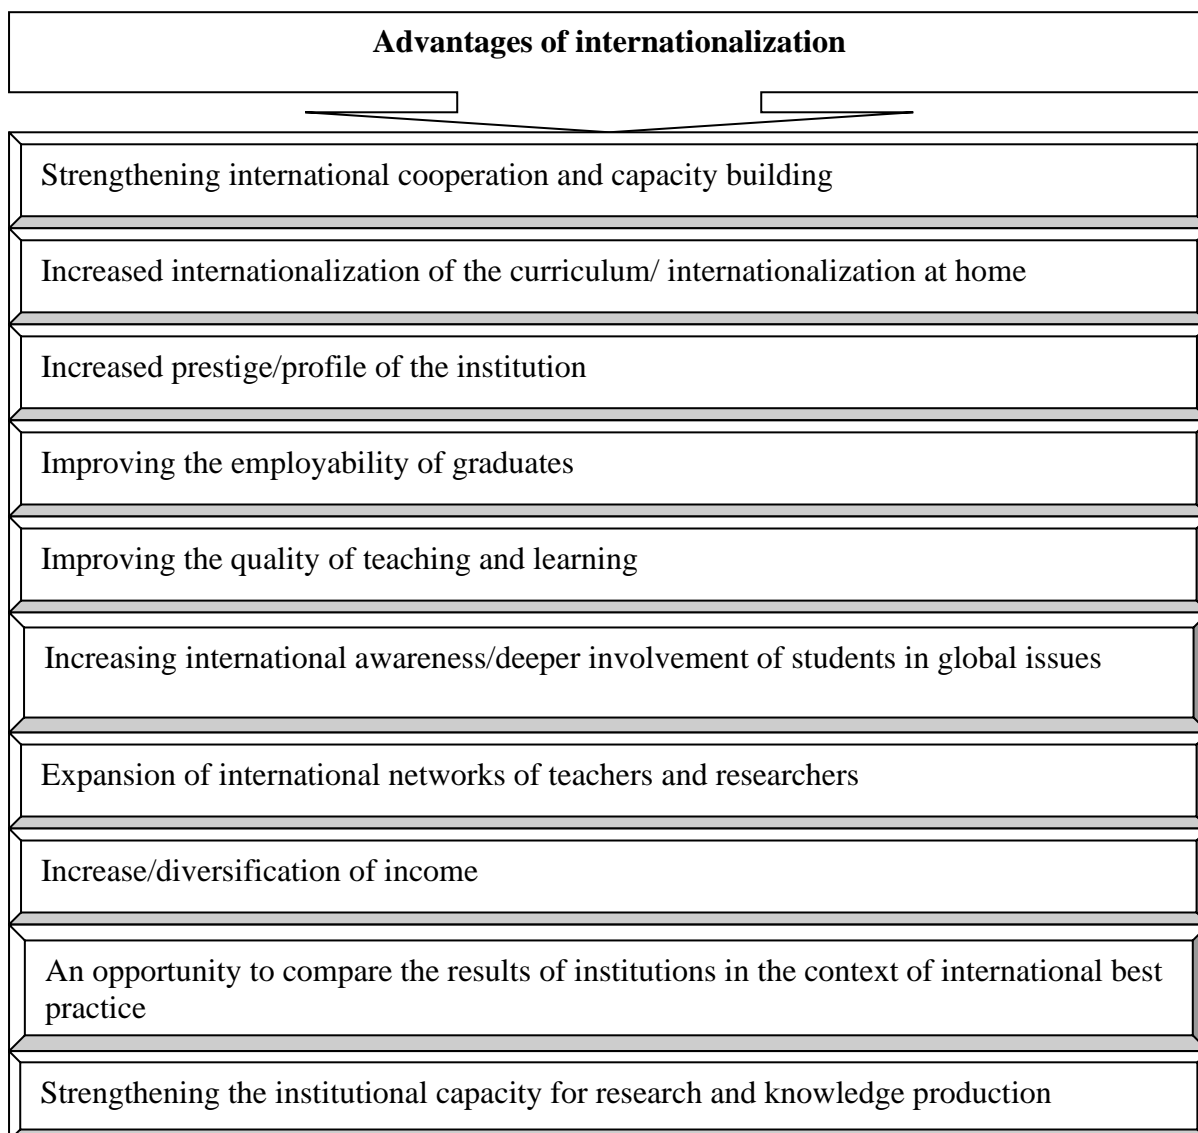 Advantages of internationalization
Strengthening international cooperation and capacity building
Increased internationalization of the curriculum/ internationalization at home
Increased prestige/profile of the institution
Improving the employability of graduates
Improving the quality of teaching and learning
Increasing international awareness/deeper involvement of students in global issues
Expansion of international networks of teachers and researchers
Increase/diversification of income
An opportunity to compare the results of institutions in the context of international best
practice
Strengthening the institutional capacity for research and knowledge production